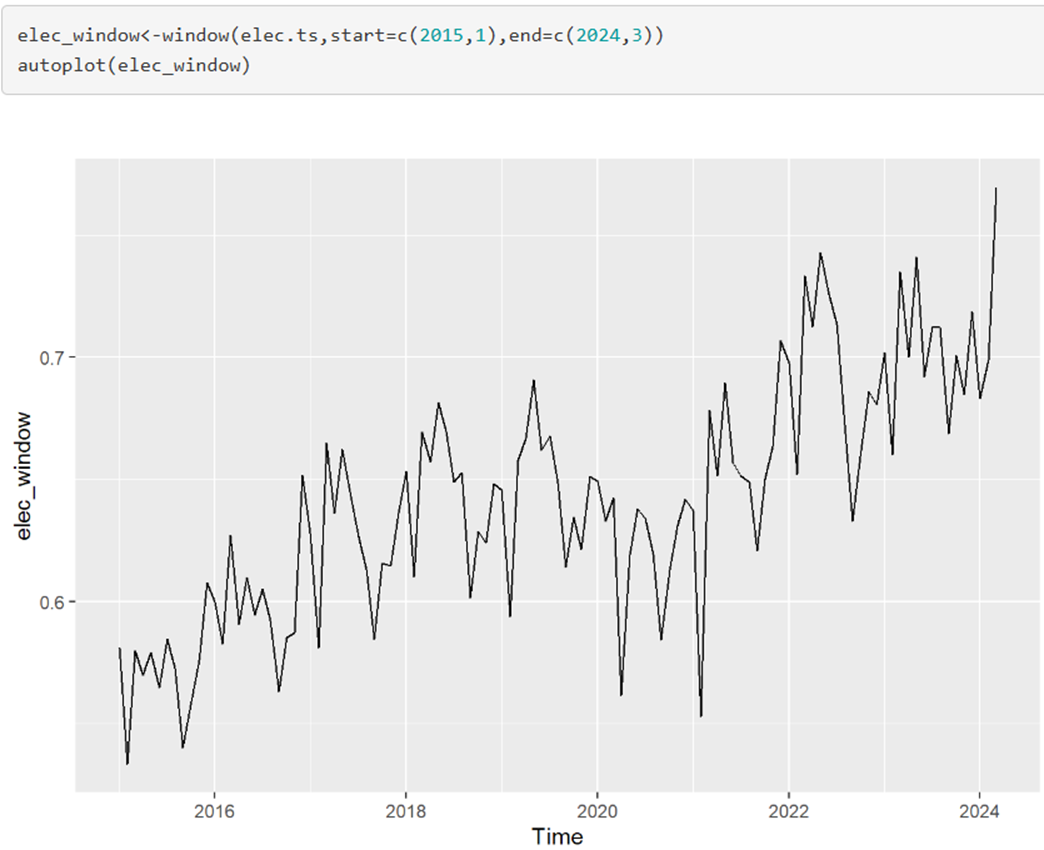 elec_window<-window(elec.ts,start=c(2015,1),end=c(2024,3))
autoplot(elec_window)
0.7
0.6
elec_window
2016 2018 2020 2022 2024
Time